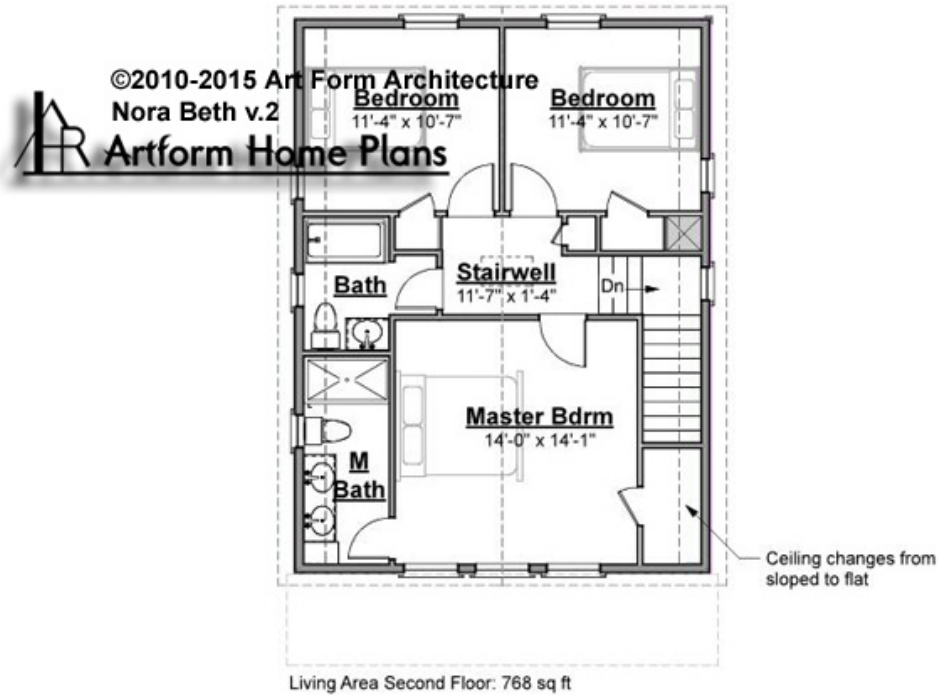 ©2010-2015 Art Form Architecture
Nora Beth v.2
Artform Home Plans
Bedroom
11'-4" x 10'-7"
Bedroom
11'-4" x 10'-7"
Bath
Stairwell
11'-7" x 1'-4"
Dn
Master Bdrm
14'-0" x 14'-1"
M
Bath
Ceiling changes from
sloped to flat
Living Area Second Floor: 768 sq ft